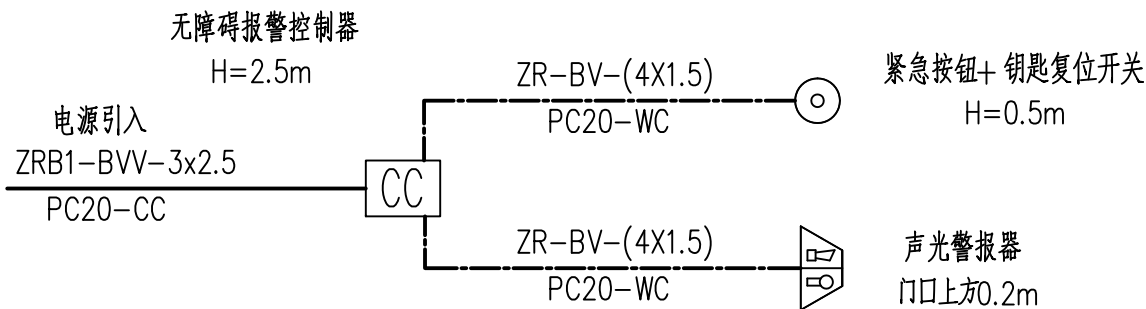 无障碍报警控制器
H=2.5m
电源引入
ZRB1-BVV-3x2.5
PC20-CC
CC
ZR-BV-(4X1.5)
PC20-WC
紧急按钮+ 钥匙复位开关
H=0.5m
ZR-BV-(4X1.5)
PC20-WC
声光警报器
门口上方0.2m